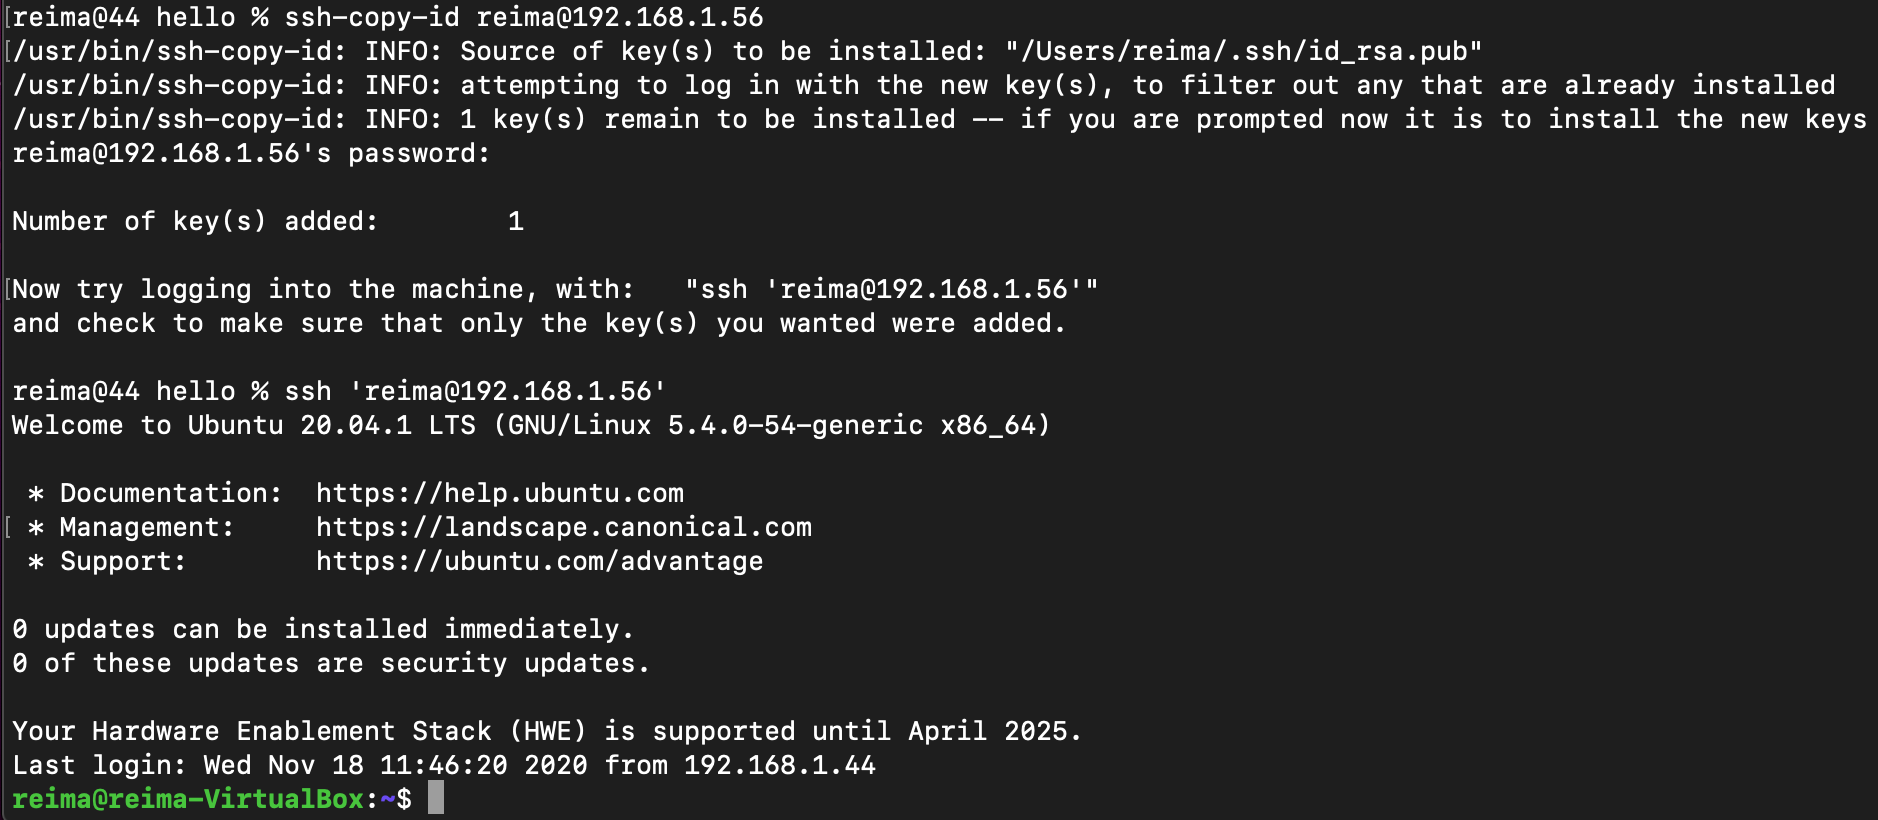 [reima@44 hello % ssh-copy-id reima@192.168.1.56
[/usr/bin/ssh-copy-id: INFO: Source of key(s) to be installed: "/Users/reima/.ssh/id_rsa.pub"
/usr/bin/ssh-copy-id: INFO: attempting to log in with the new key(s), to filter out any that are already installed
/usr/bin/ssh-copy-id: INFO: 1 key(s) remain to be installed -- if you are prompted now it is to install the new keys
reima@192.168.1.56's password:
Number of key(s) added:        1
[Now try logging into the machine, with:   "ssh 'reima@192.168.1.56'"
and check to make sure that only the key(s) you wanted were added.
reima@44 hello % ssh 'reima@192.168.1.56'
Welcome to Ubuntu 20.04.1 LTS (GNU/Linux 5.4.0-54-generic x86_64)
 * Documentation:  https://help.ubuntu.com
[ * Management:     https://landscape.canonical.com
 * Support:        https://ubuntu.com/advantage
0 updates can be installed immediately.
0 of these updates are security updates.
Your Hardware Enablement Stack (HWE) is supported until April 2025.
Last login: Wed Nov 18 11:46:20 2020 from 192.168.1.44
reima@reima-VirtualBox:~$